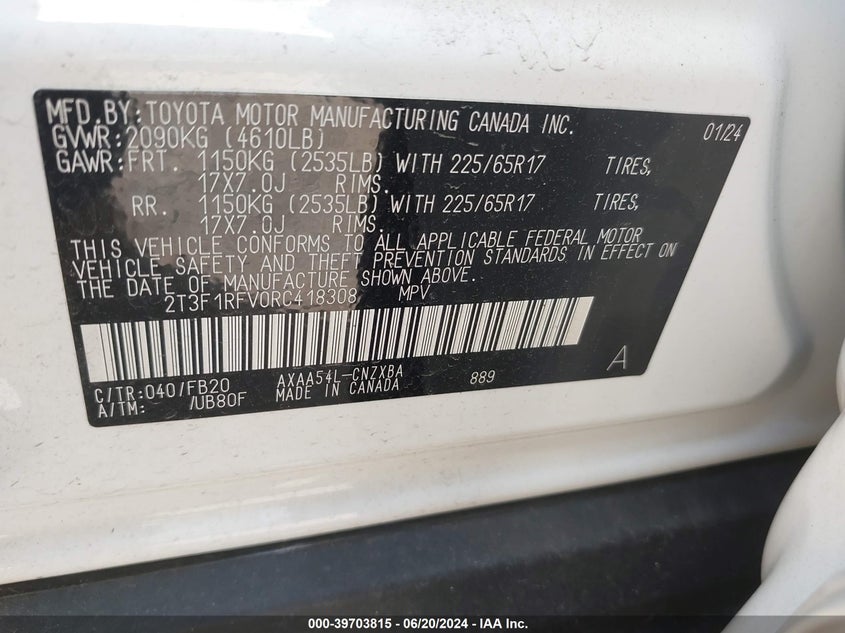 MFD.BY:TOYOTA MOTOR MANUFACTURING CANADA INC. 01/24
GVWR:2090KG (4610LB)
GAWR:FRT. 1150KG (2535LB) WITH 225/65R17 TIRES,
17X7.0J RIMS.
RR. 1150KG (2535LB) WITH 225/65R17 TIRES,
17X7.0J RIMS.
THIS VEHICLE CONFORMS TO ALL APPLICABLE FEDERAL MOTOR
VEHICLE SAFETY AND THEFT PREVENTION STANDARDS IN EFFECT ON
THE DATE OF MANUFACTURE SHOWN ABOVE.
2T3F1RFV0RC418308 MPV
C/TR:040/FB20 AXAA54L-CNZXBA 889 A
A/TM: /UB80F MADE IN CANADA
000-39703815 - 06/20/2024 - IAA Inc.